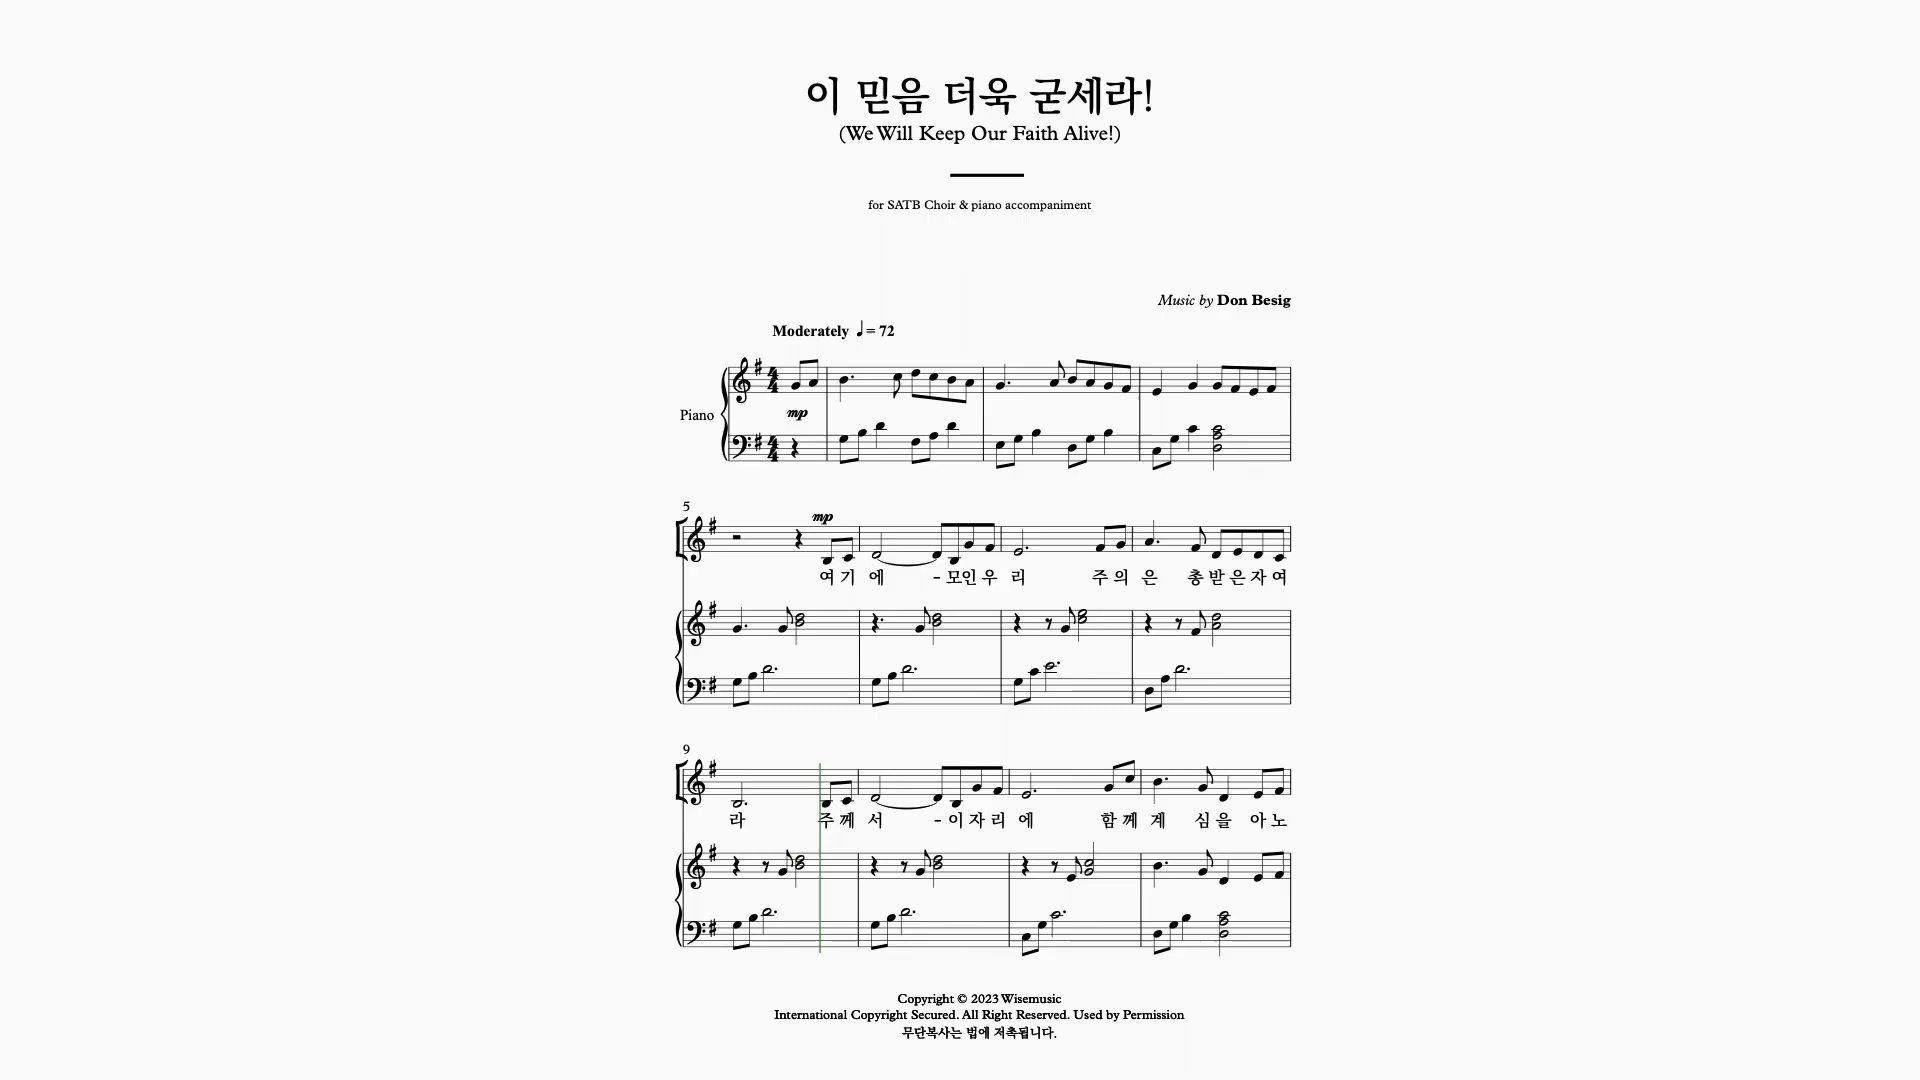 이 믿음 더욱 굳세라!
(We Will Keep Our Faith Alive!)
for SATB Choir & piano accompaniment
Music by Don Besig
Moderately ♩= 72
Piano
mp
5
mp
여 기 에 - 모인 우 리 주 의 은 총 받 은 자 여
9
라 주 께 서 - 이 자 리 에 함 께 계 심 을 아 노
Copyright © 2023 Wisemusic
International Copyright Secured. All Right Reserved. Used by Permission
무단복사는 법에 저촉됩니다.